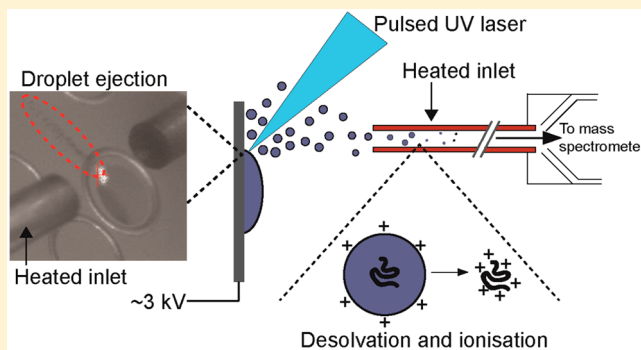 Pulsed UV laser
Droplet ejection
Heated inlet
To mass
spectromete
Heated inlet
~3 kV
Desolvation and ionisation